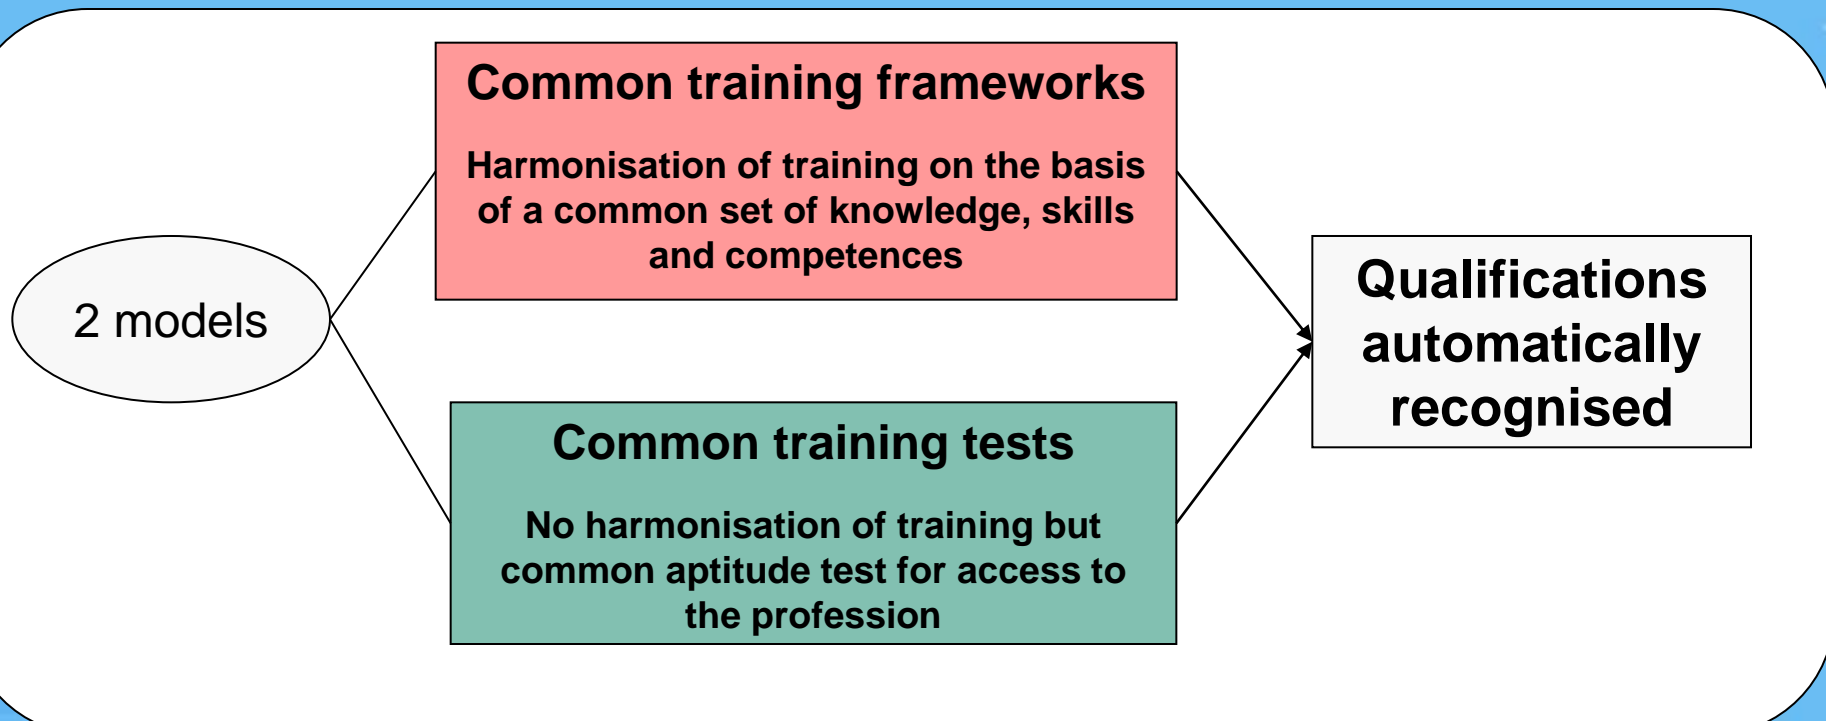 2 models
Common training frameworks
Harmonisation of training on the basis
of a common set of knowledge, skills
and competences
Common training tests
No harmonisation of training but
common aptitude test for access to
the profession
Qualifications
automatically
recognised